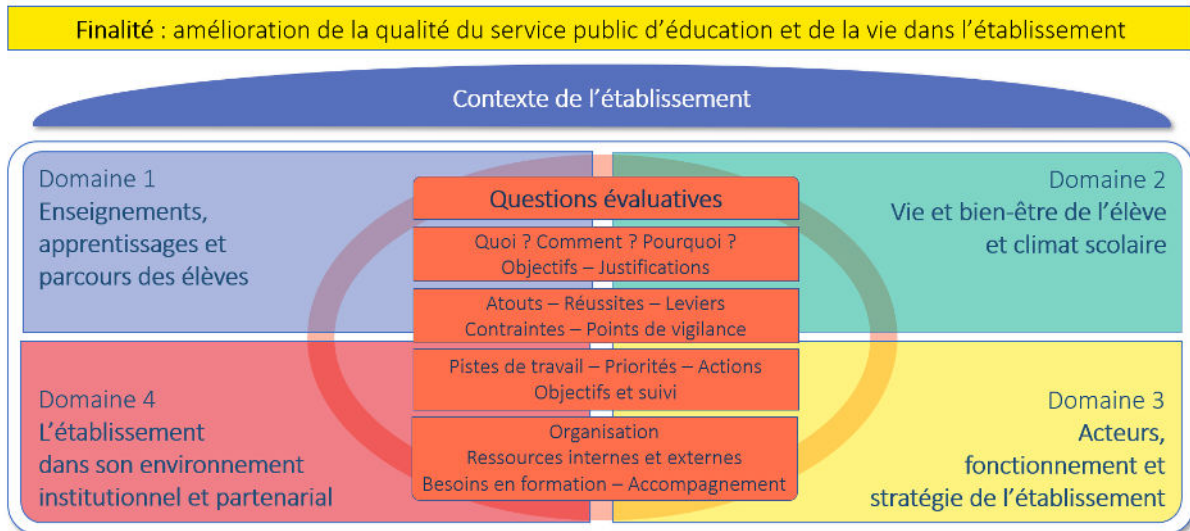 Finalité : amélioration de la qualité du service public d’éducation et de la vie dans l’établissement
Contexte de l’établissement
Domaine 1
Enseignements,
apprentissages et
parcours des élèves
Domaine 2
Vie et bien-être de l’élève
et climat scolaire
Questions évaluatives
Quoi ? Comment ? Pourquoi ?
Objectifs – Justifications
Atouts – Réussites – Leviers
Contraintes – Points de vigilance
Pistes de travail – Priorités – Actions
Objectifs et suivi
Organisation
Ressources internes et externes
Besoins en formation – Accompagnement
Domaine 4
L’établissement
dans son environnement
institutionnel et partenarial
Domaine 3
Acteurs,
fonctionnement et
stratégie de l’établissement